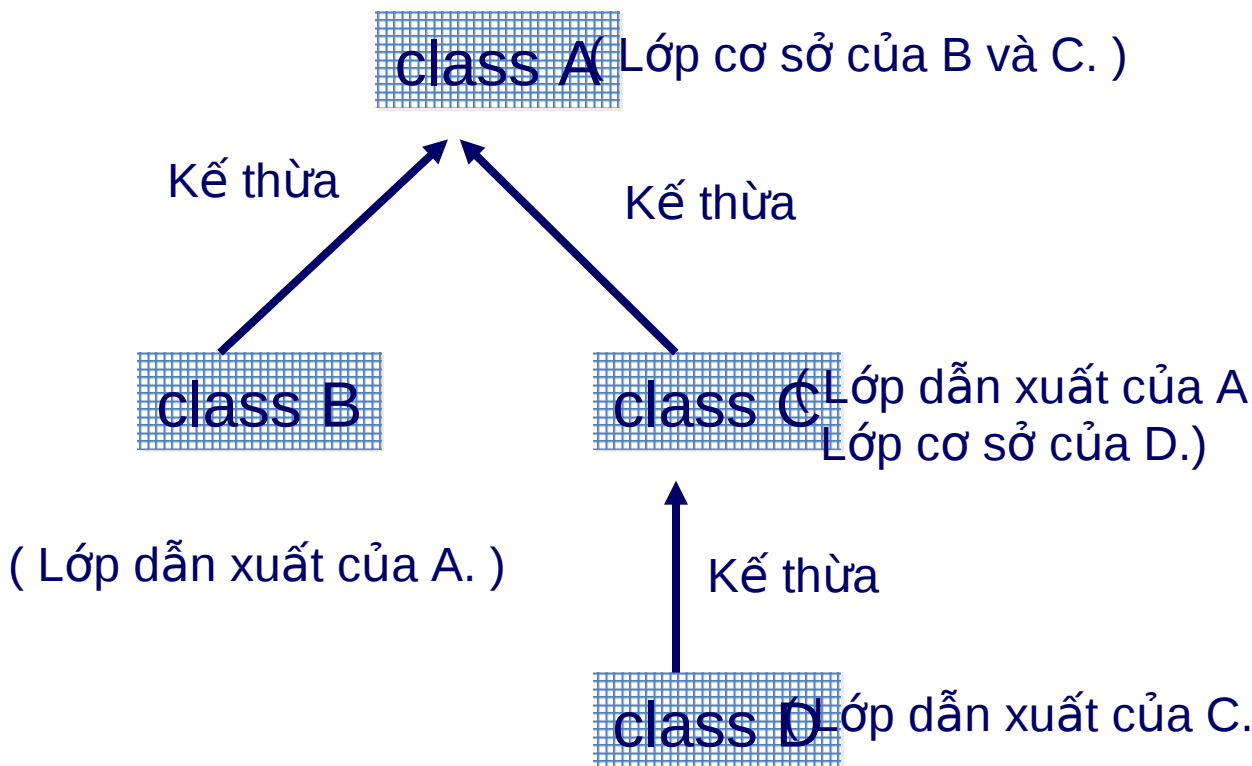 class A
( Lớp cơ sở của B và C. )
Kế thừa
Kế thừa
class B
class C
( Lớp dẫn xuất của A
Lớp cơ sở của D.)
( Lớp dẫn xuất của A. )
Kế thừa
class D
( Lớp dẫn xuất của C.